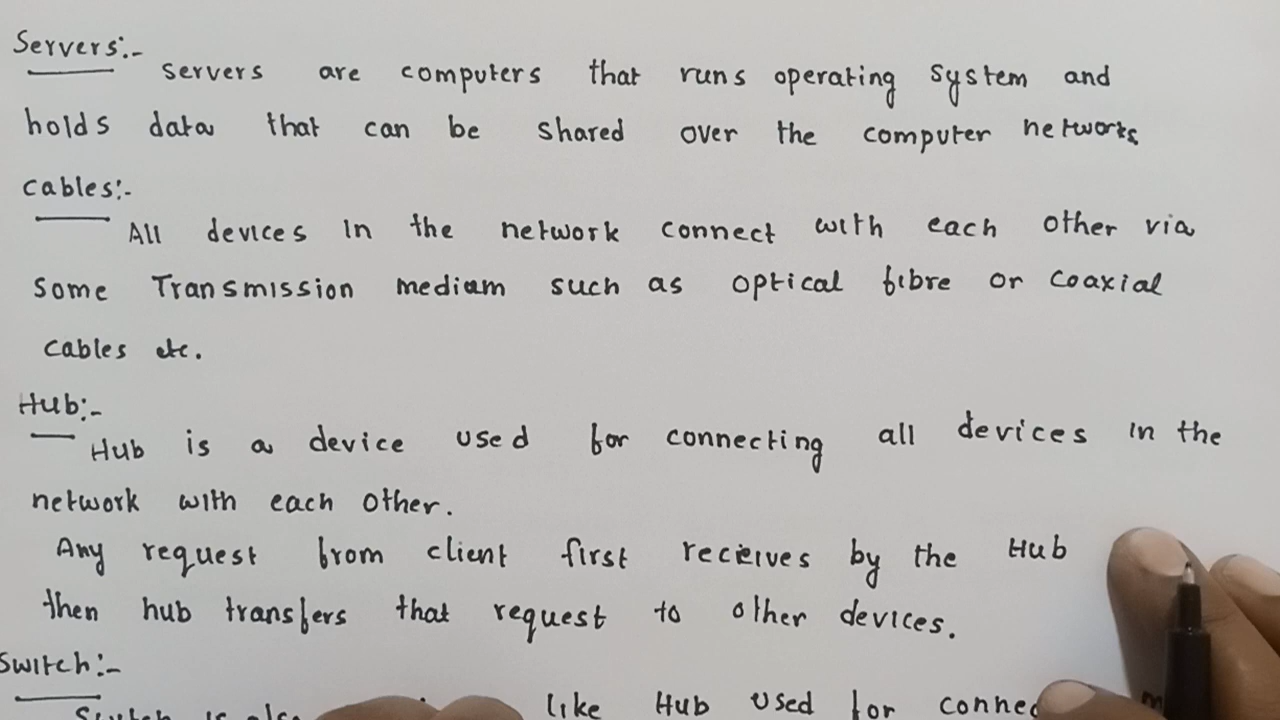 Servers:-
Servers are computers that runs operating system and
holds data that can be shared over the computer networks
Cables:-
All devices in the network connect with each other via
some Transmission medium such as optical fibre or Coaxial
cables etc.
Hub:-
Hub is a device used for connecting all devices in the
network with each other.
Any request from client first receives by the Hub
then hub transfers that request to other devices.
Switch:-
is also like Hub used for